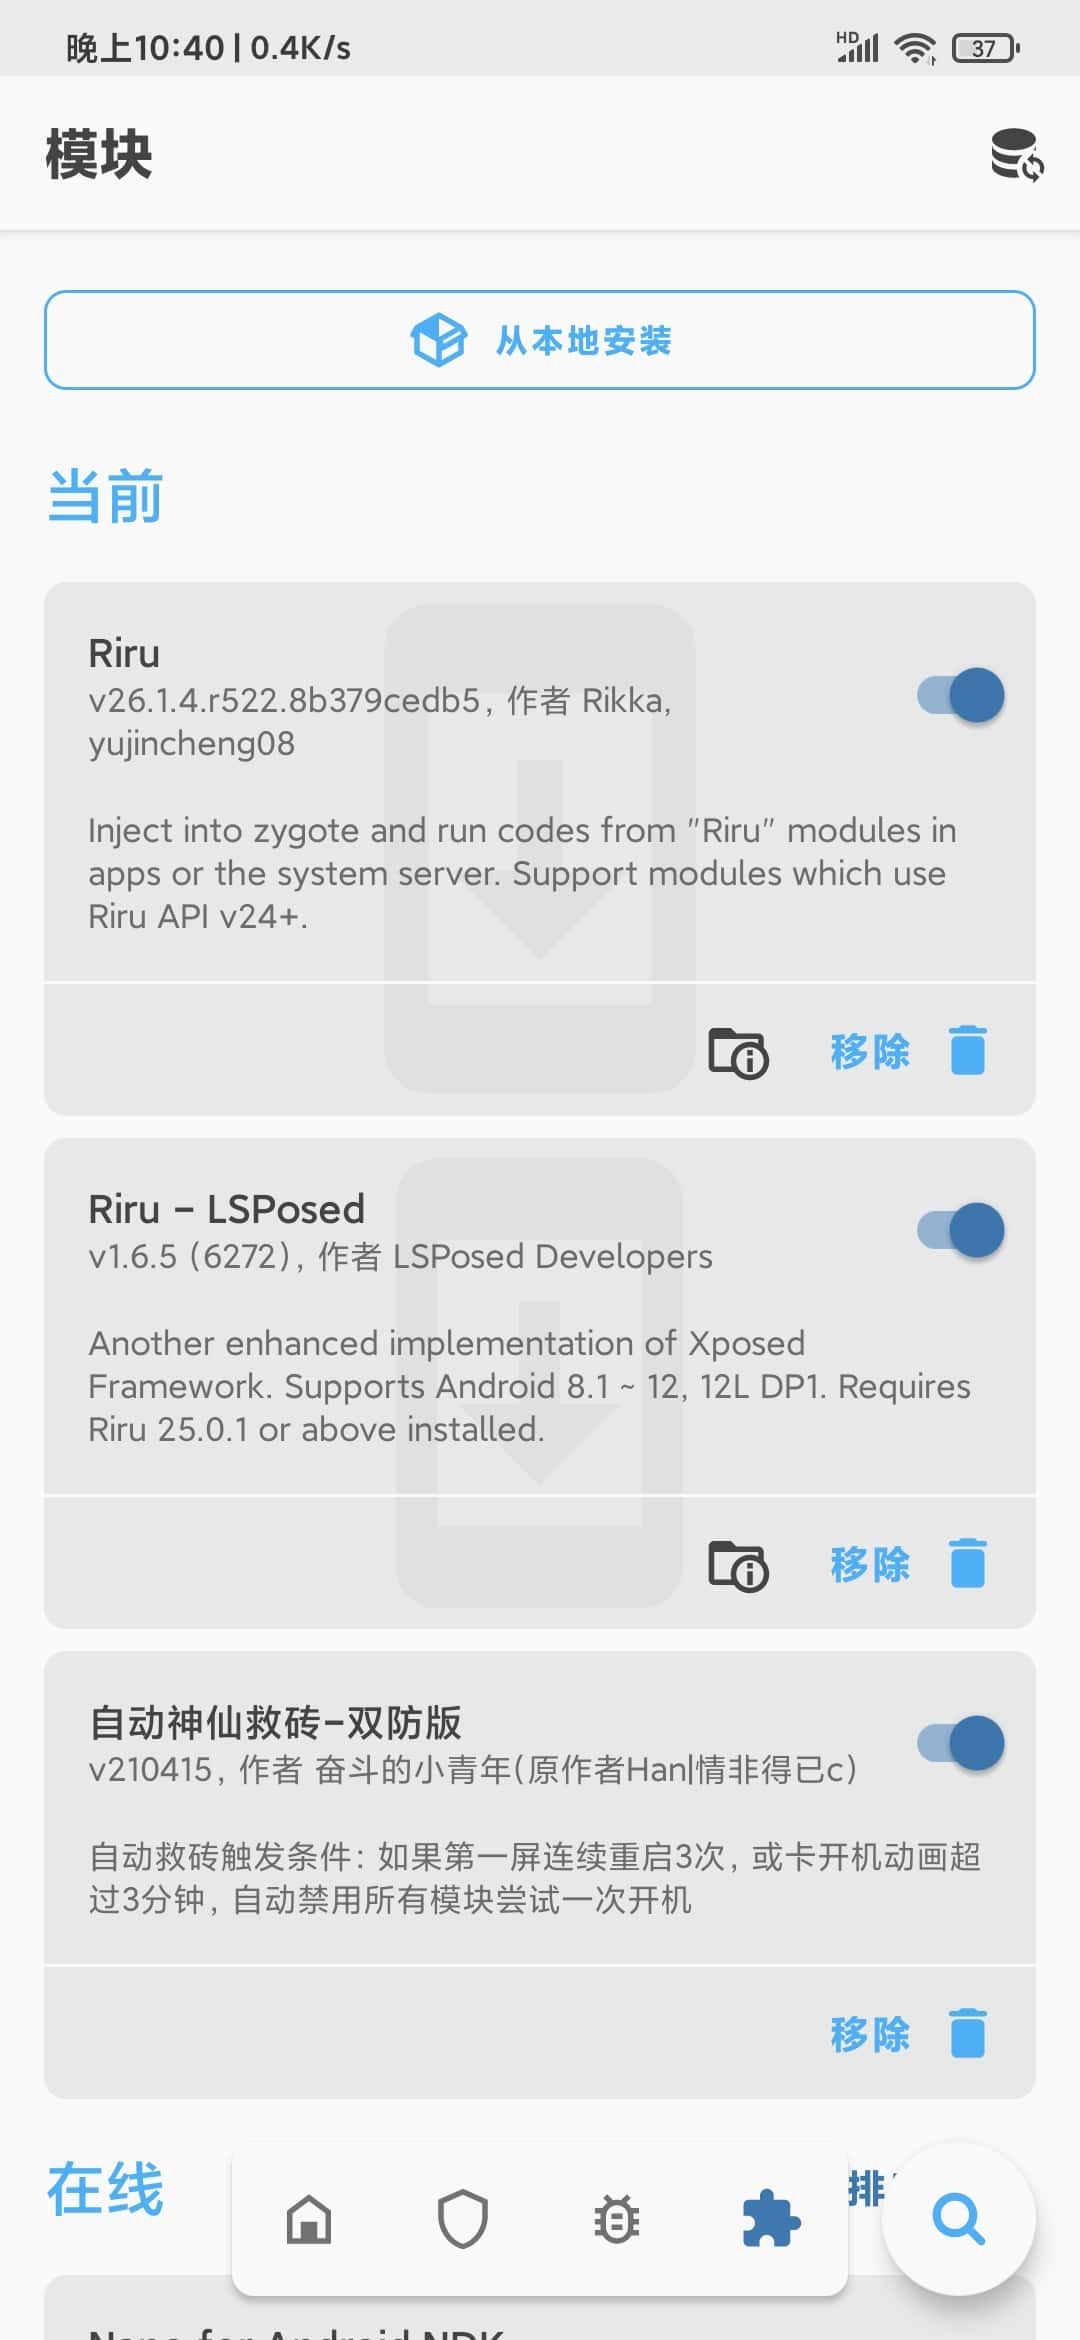 晚上10:40 | 0.4K/s
HD
37
模块
从本地安装
当前
Riru
v26.1.4.r522.8b379cedb5, 作者 Rikka,
yujincheng08
Inject into zygote and run codes from "Riru" modules in
apps or the system server. Support modules which use
Riru API v24+.
移除
Riru - LSPosed
v1.6.5 (6272), 作者 LSPosed Developers
Another enhanced implementation of Xposed
Framework. Supports Android 8.1 ~ 12, 12L DP1. Requires
Riru 25.0.1 or above installed.
移除
自动神仙救砖-双防版
v210415, 作者 奋斗的小青年(原作者Han|情非得已c)
自动救砖触发条件: 如果第一屏连续重启3次, 或卡开机动画超
过3分钟, 自动禁用所有模块尝试一次开机
移除
在线
排
for Android NDK